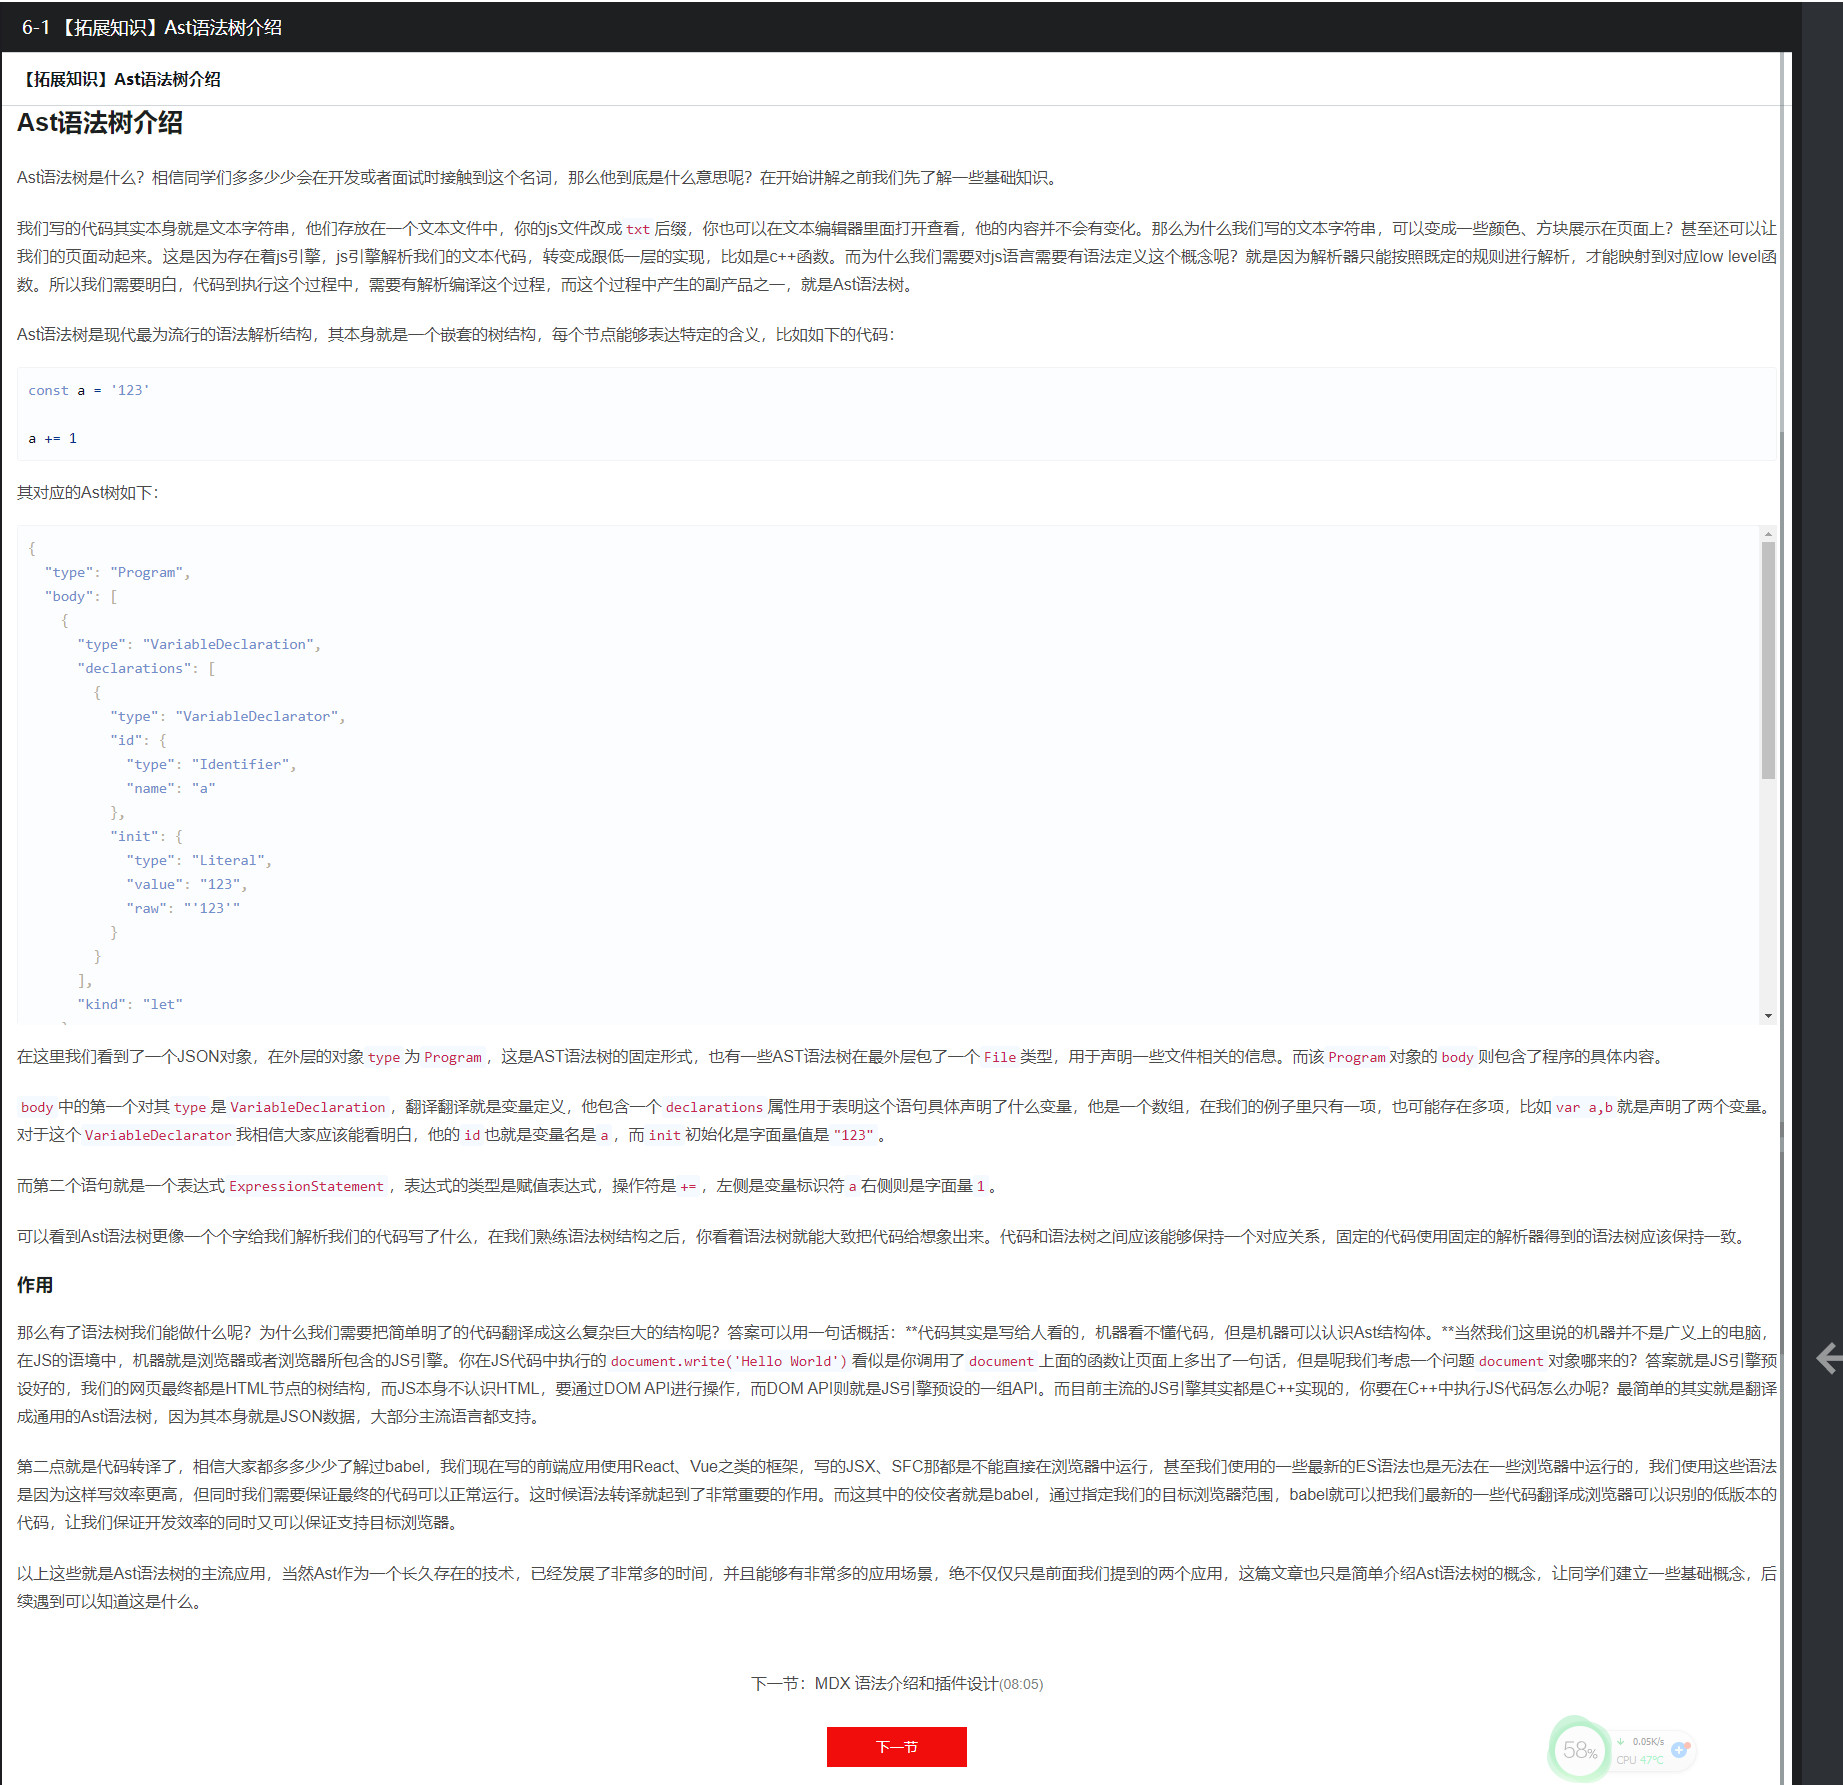 6-1 【拓展知识】Ast语法树介绍
【拓展知识】Ast语法树介绍
Ast语法树介绍
Ast语法树是什么？相信同学们多多少少会在开发或者面试时接触到这个名词，那么他到底是什么意思呢？在开始讲解之前我们先了解一些基础知识。
我们写的代码其实本身就是文本字符串，他们存放在一个文本文件中，你的js文件改成 txt 后缀，你也可以在文本编辑器里面打开查看，他的内容并不会有变化。那么为什么我们写的文本字符串，可以变成一些颜色、方块展示在页面上？甚至还可以让
我们的页面动起来。这是因为存在着js引擎，js引擎解析我们的文本代码，转变成跟低一层的实现，比如是c++函数。而为什么我们需要对js语言需要有语法定义这个概念呢？就是因为解析器只能按照既定的规则进行解析，才能映射到对应low level函
数。所以我们需要明白，代码到执行这个过程中，需要有解析编译这个过程，而这个过程中产生的副产品之一，就是Ast语法树。
Ast语法树是现代最为流行的语法解析结构，其本身就是一个嵌套的树结构，每个节点能够表达特定的含义，比如如下的代码：
const a = '123'
a += 1
其对应的Ast树如下：
{
"type": "Program",
"body": [
{
"type": "VariableDeclaration",
"declarations": [
{
"type": "VariableDeclarator",
"id": {
"type": "Identifier",
"name": "a"
},
"init": {
"type": "Literal",
"value": "123",
"raw": "'123'"
}
}
],
"kind": "let"
在这里我们看到了一个JSON对象，在外层的对象 type 为 Program ，这是AST语法树的固定形式，也有一些AST语法树在最外层包了一个 File 类型，用于声明一些文件相关的信息。而该 Program 对象的 body 则包含了程序的具体内容。
body 中的第一个对其 type 是 VariableDeclaration ，翻译翻译就是变量定义，他包含一个 declarations 属性用于表明这个语句具体声明了什么变量，他是一个数组，在我们的例子里只有一项，也可能存在多项，比如 var a,b 就是声明了两个变量。
对于这个 VariableDeclarator 我相信大家应该能看明白，他的 id 也就是变量名是 a ，而 init 初始化是字面量值是 "123" 。
而第二个语句就是一个表达式 ExpressionStatement ，表达式的类型是赋值表达式，操作符是 += ，左侧是变量标识符 a 右侧则是字面量 1 。
可以看到Ast语法树更像一个个字给我们解析我们的代码写了什么，在我们熟练语法树结构之后，你看着语法树就能大致把代码给想象出来。代码和语法树之间应该能够保持一个对应关系，固定的代码使用固定的解析器得到的语法树应该保持一致。
作用
那么有了语法树我们能做什么呢？为什么我们需要把简单明了的代码翻译成这么复杂巨大的结构呢？答案可以用一句话概括：**代码其实是写给人看的，机器看不懂代码，但是机器可以认识Ast结构体。**当然我们这里说的机器并不是广义上的电脑，
在JS的语境中，机器就是浏览器或者浏览器所包含的JS引擎。你在JS代码中执行的 document.write('Hello World') 看似是你调用了 document 上面的函数让页面上多出了一句话，但是呢我们考虑一个问题 document 对象哪来的？答案就是JS引擎预
设好的，我们的网页最终都是HTML节点的树结构，而JS本身不认识HTML，要通过DOM API进行操作，而DOM API则就是JS引擎预设的一组API。而目前主流的JS引擎其实都是C++实现的，你要在C++中执行JS代码怎么办呢？最简单的其实就是翻译
成通用的Ast语法树，因为其本身就是JSON数据，大部分主流语言都支持。
第二点就是代码转译了，相信大家都多多少少了解过babel，我们现在写的前端应用使用React、Vue之类的框架，写的JSX、SFC那都是不能直接在浏览器中运行，甚至我们使用的一些最新的ES语法也是无法在一些浏览器中运行的，我们使用这些语法
是因为这样写效率更高，但同时我们需要保证最终的代码可以正常运行。这时候语法转译就起到了非常重要的作用。而这其中的佼佼者就是babel，通过指定我们的目标浏览器范围，babel就可以把我们最新的一些代码翻译成浏览器可以识别的低版本的
代码，让我们保证开发效率的同时又可以保证支持目标浏览器。
以上这些就是Ast语法树的主流应用，当然Ast作为一个长久存在的技术，已经发展了非常多的时间，并且能够有非常多的应用场景，绝不仅仅只是前面我们提到的两个应用，这篇文章也只是简单介绍Ast语法树的概念，让同学们建立一些基础概念，后
续遇到可以知道这是什么。
下一节：MDX 语法介绍和插件设计(08:05)
下一节
58%
0.05K/s
CPU 47°C